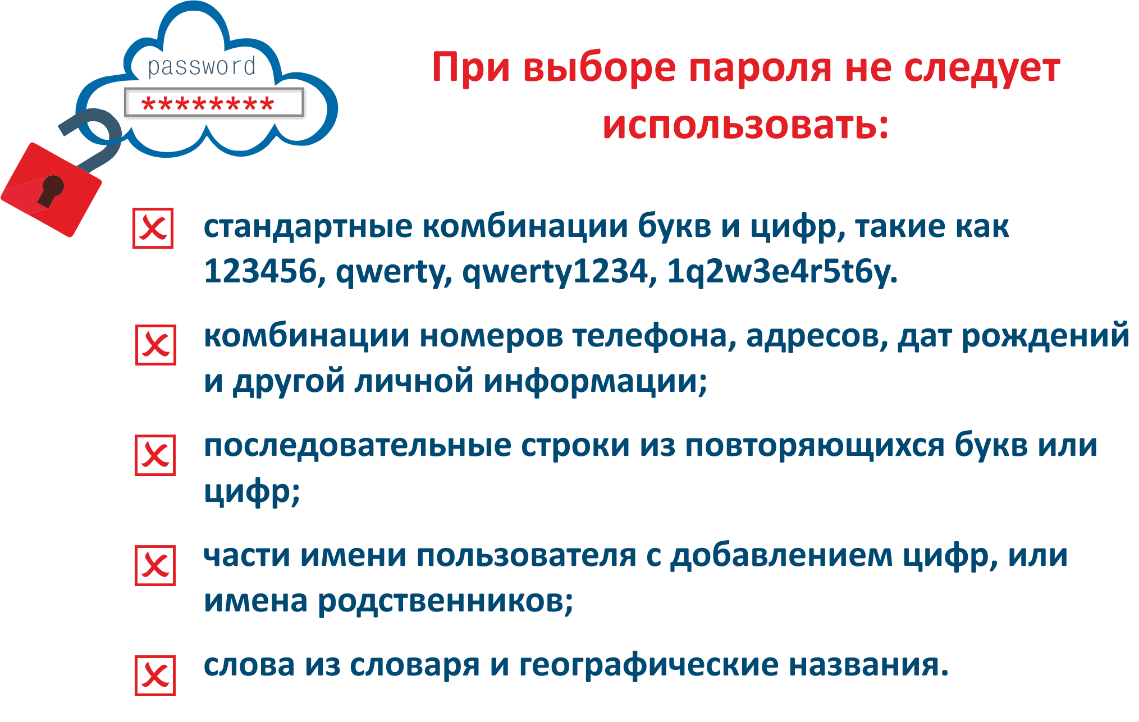 password
********
При выборе пароля не следует
использовать:
стандартные комбинации букв и цифр, такие как
123456, qwerty, qwerty1234, 1q2w3e4r5t6y.
комбинации номеров телефона, адресов, дат рождений
и другой личной информации;
последовательные строки из повторяющихся букв или
цифр;
части имени пользователя с добавлением цифр, или
имена родственников;
слова из словаря и географические названия.